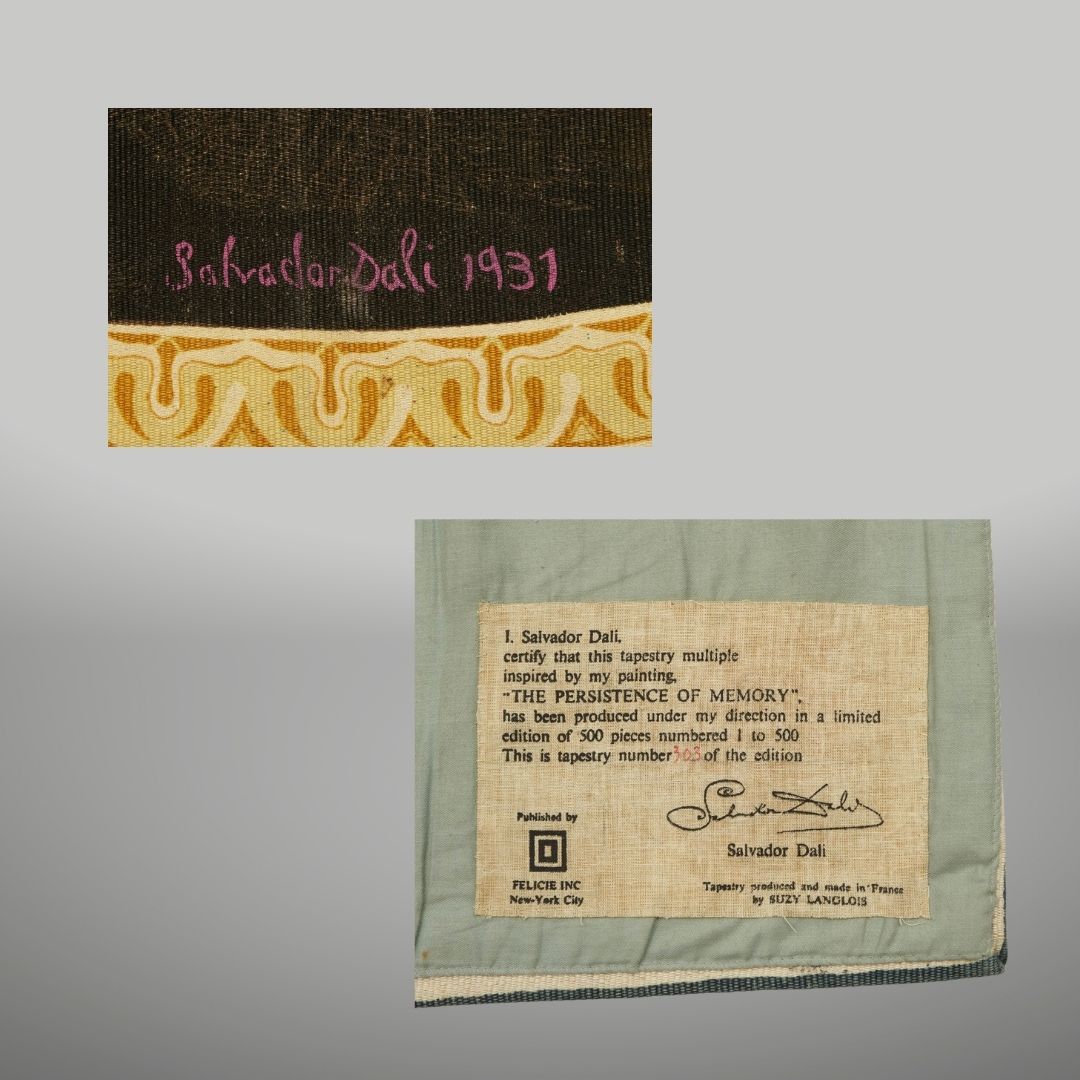 Salvador Dali 1931
I. Salvador Dali,
certify that this tapestry multiple
inspired by my painting,
"THE PERSISTENCE OF MEMORY",
has been produced under my direction in a limited
edition of 500 pieces numbered 1 to 500
This is tapestry number 303 of the edition
Salvador Dali
Salvador Dali
Published by
FELICIE INC
New-York City
Tapestry produced and made in France
by SUZY LANGLOIS